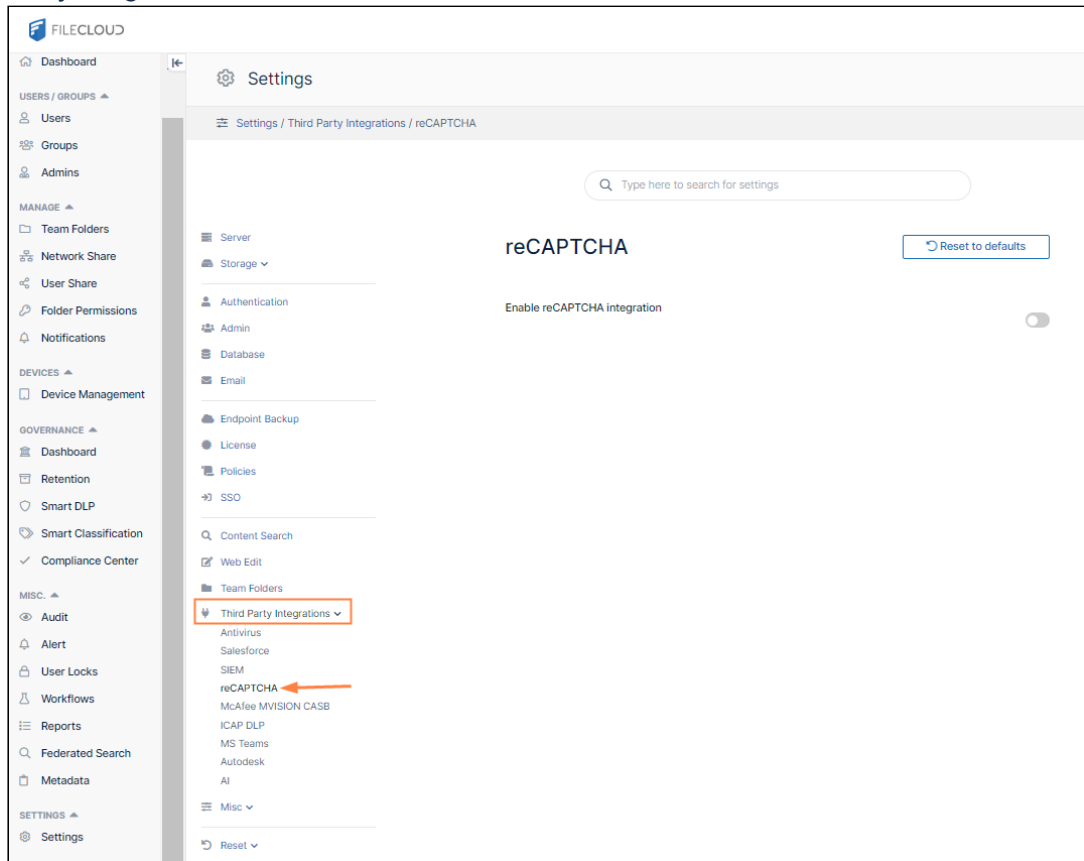 FILECLOUD
Dashboard
USERS / GROUPS
Users
Groups
Admins
MANAGE
Team Folders
Network Share
User Share
Folder Permissions
Notifications
DEVICES
Device Management
GOVERNANCE
Dashboard
Retention
Smart DLP
Smart Classification
Compliance Center
MISC.
Audit
Alert
User Locks
Workflows
Reports
Federated Search
Metadata
SETTINGS
Settings
Settings
Settings / Third Party Integrations / reCAPTCHA
Type here to search for settings
Server
Storage
Authentication
Admin
Database
Email
Endpoint Backup
License
Policies
SSO
Content Search
Web Edit
Team Folders
Third Party Integrations
Antivirus
Salesforce
SIEM
reCAPTCHA
McAfee MVISION CASB
ICAP DLP
MS Teams
Autodesk
AI
Misc
Reset
reCAPTCHA
Reset to defaults
Enable reCAPTCHA integration